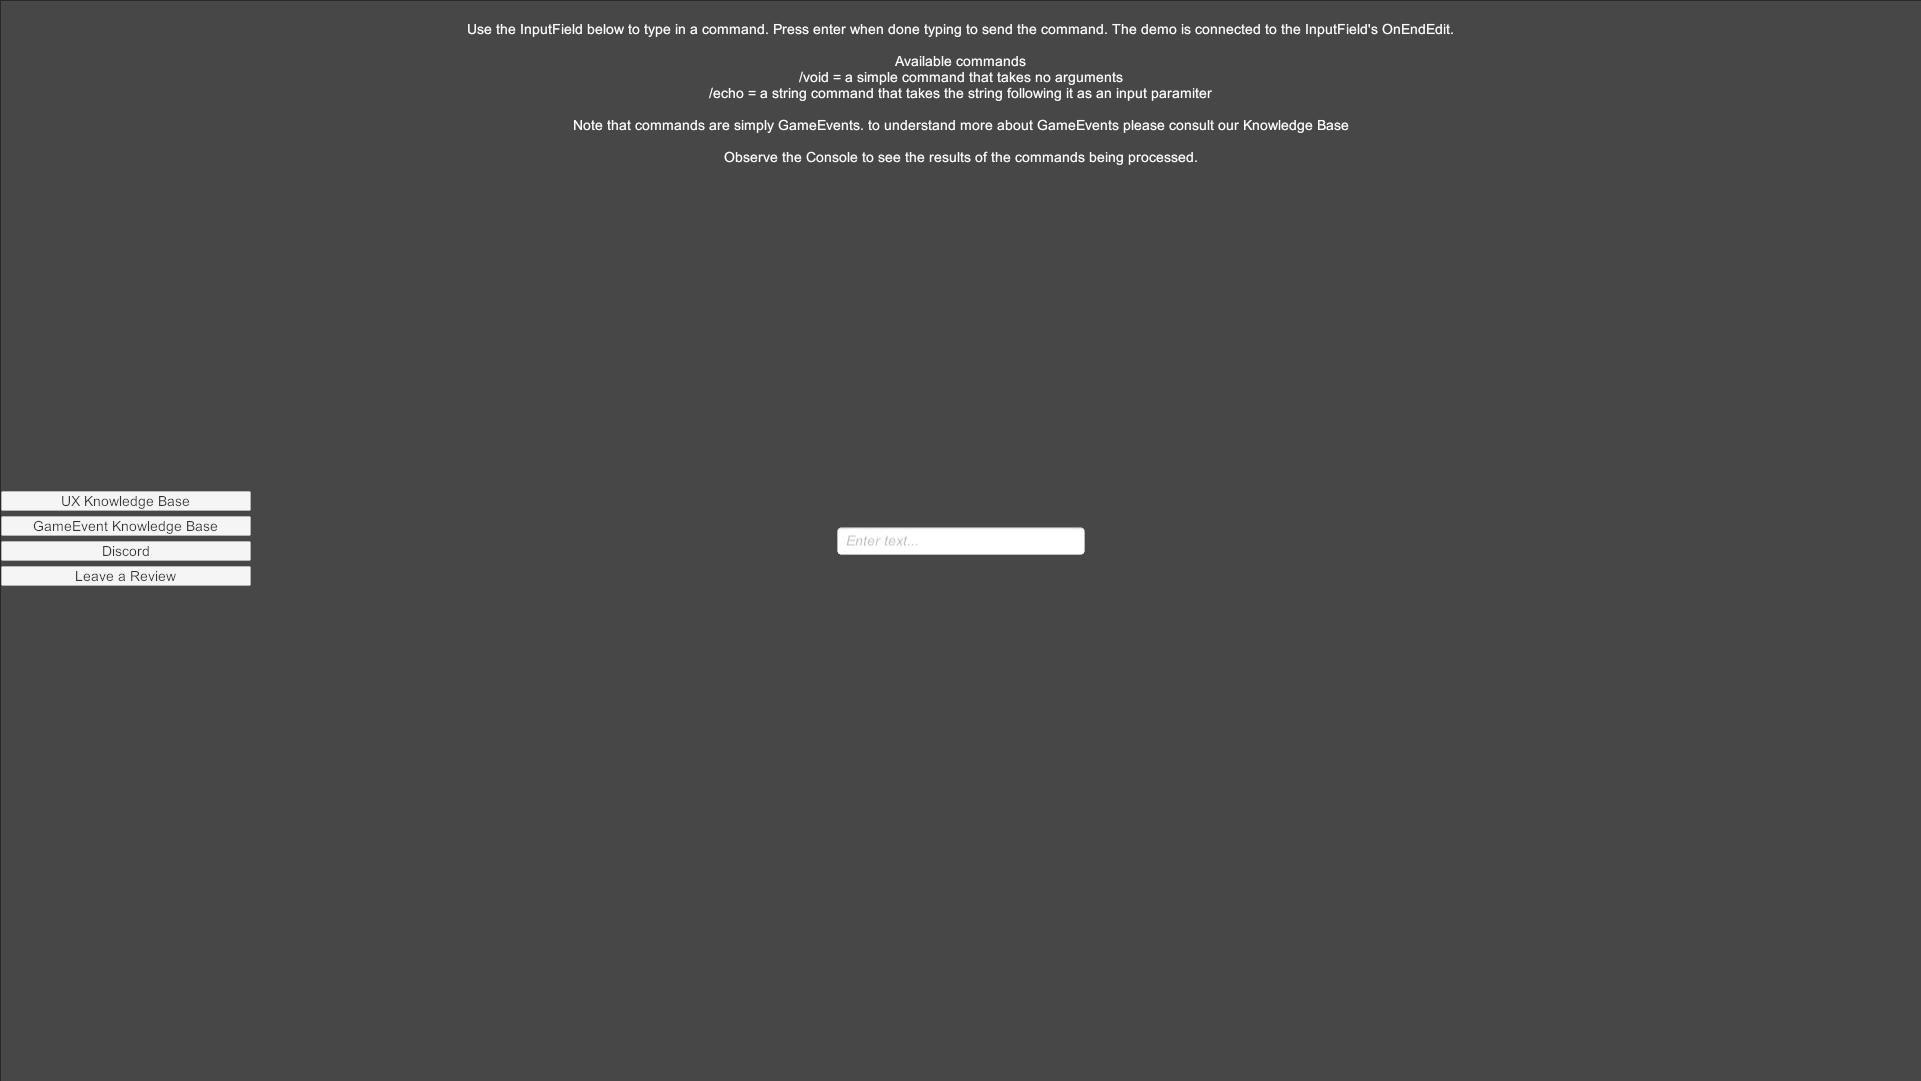 Use the InputField below to type in a command. Press enter when done typing to send the command. The demo is connected to the InputField's OnEndEdit.
Available commands
/void = a simple command that takes no arguments
/echo = a string command that takes the string following it as an input paramiter
Note that commands are simply GameEvents. to understand more about GameEvents please consult our Knowledge Base
Observe the Console to see the results of the commands being processed.
UX Knowledge Base
GameEvent Knowledge Base
Discord
Leave a Review
Enter text...